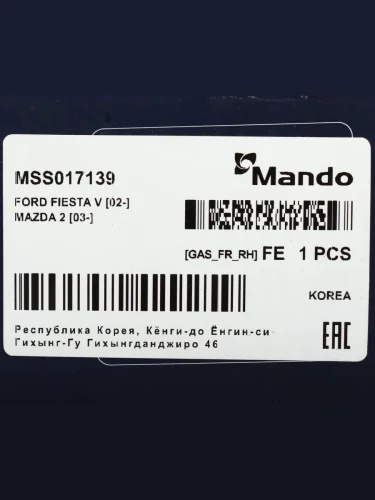 Mando
MSS017139
FORD FIESTA V [02-]
MAZDA 2 [03-]
[GAS_FR_RH] FE 1 PCS
KOREA
Республика Корея, Кёнги-до Ёнгин-си
Гихынг-Гу Гихынгданджиро 46
EAC